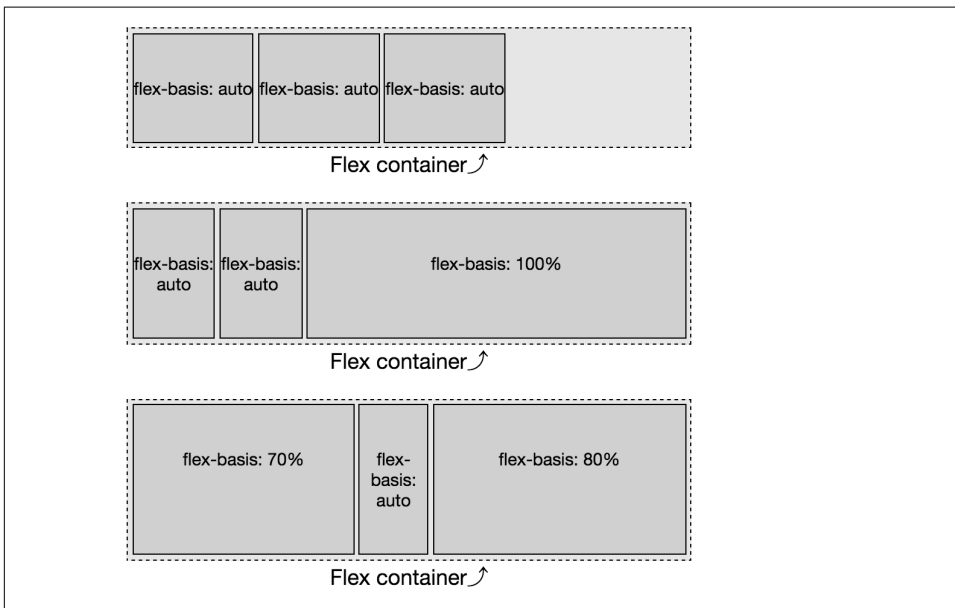 flex-basis: auto flex-basis: auto flex-basis: auto
Flex container
flex-basis:
auto
flex-basis:
auto
flex-basis: 100%
Flex container
flex-basis: 70%
flex-
basis:
auto
flex-basis: 80%
Flex container